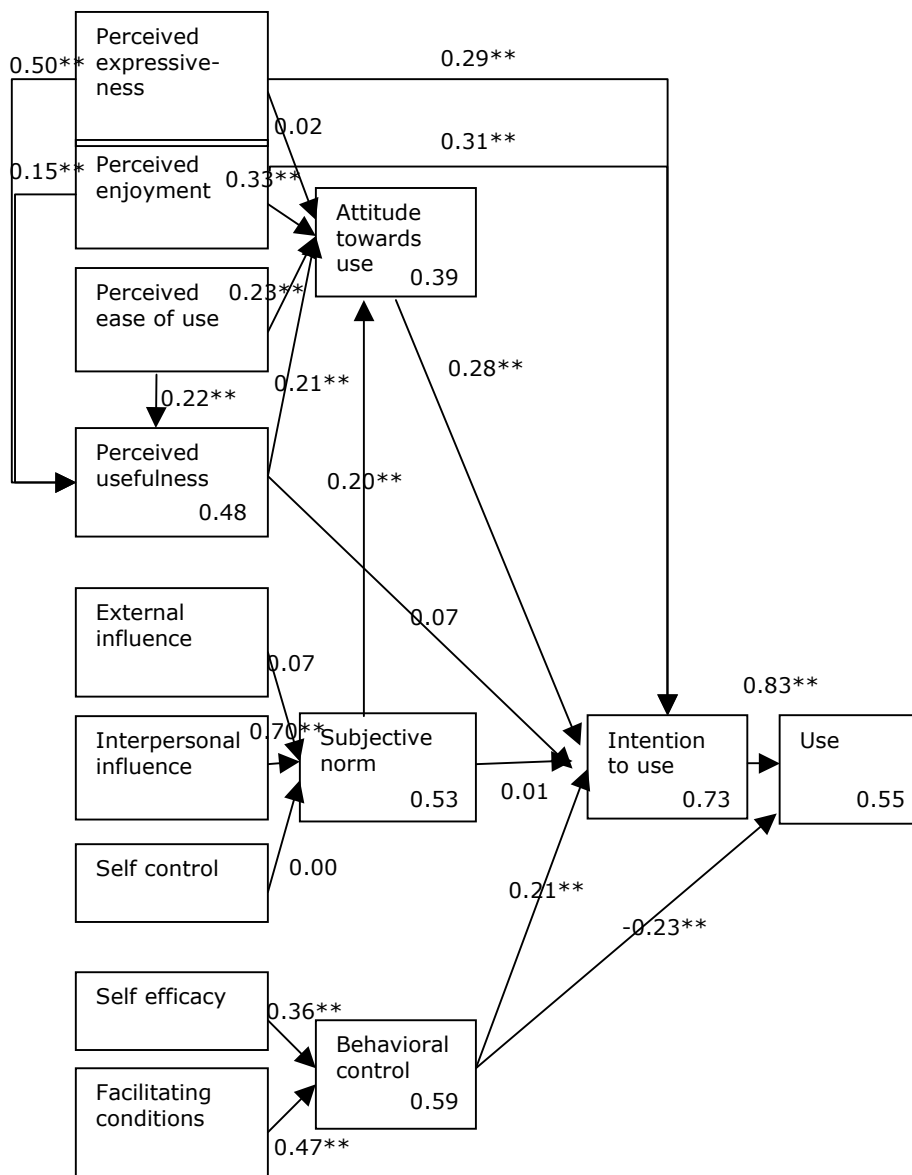 Perceived
expressive-
ness
0.50**
0.29**
0.02
0.31**
Perceived
enjoyment
0.15**
0.33**
Attitude
towards
use
0.39
Perceived
ease of use
0.23**
0.28**
0.22**
0.21**
Perceived
usefulness
0.48
0.20**
External
influence
0.07
0.07
0.83**
Interpersonal
influence
0.70**
Subjective
norm
0.53
0.01
Intention
to use
0.73
Use
0.55
Self control
0.00
0.21**
-0.23**
Self efficacy
0.36**
Behavioral
control
0.59
Facilitating
conditions
0.47**